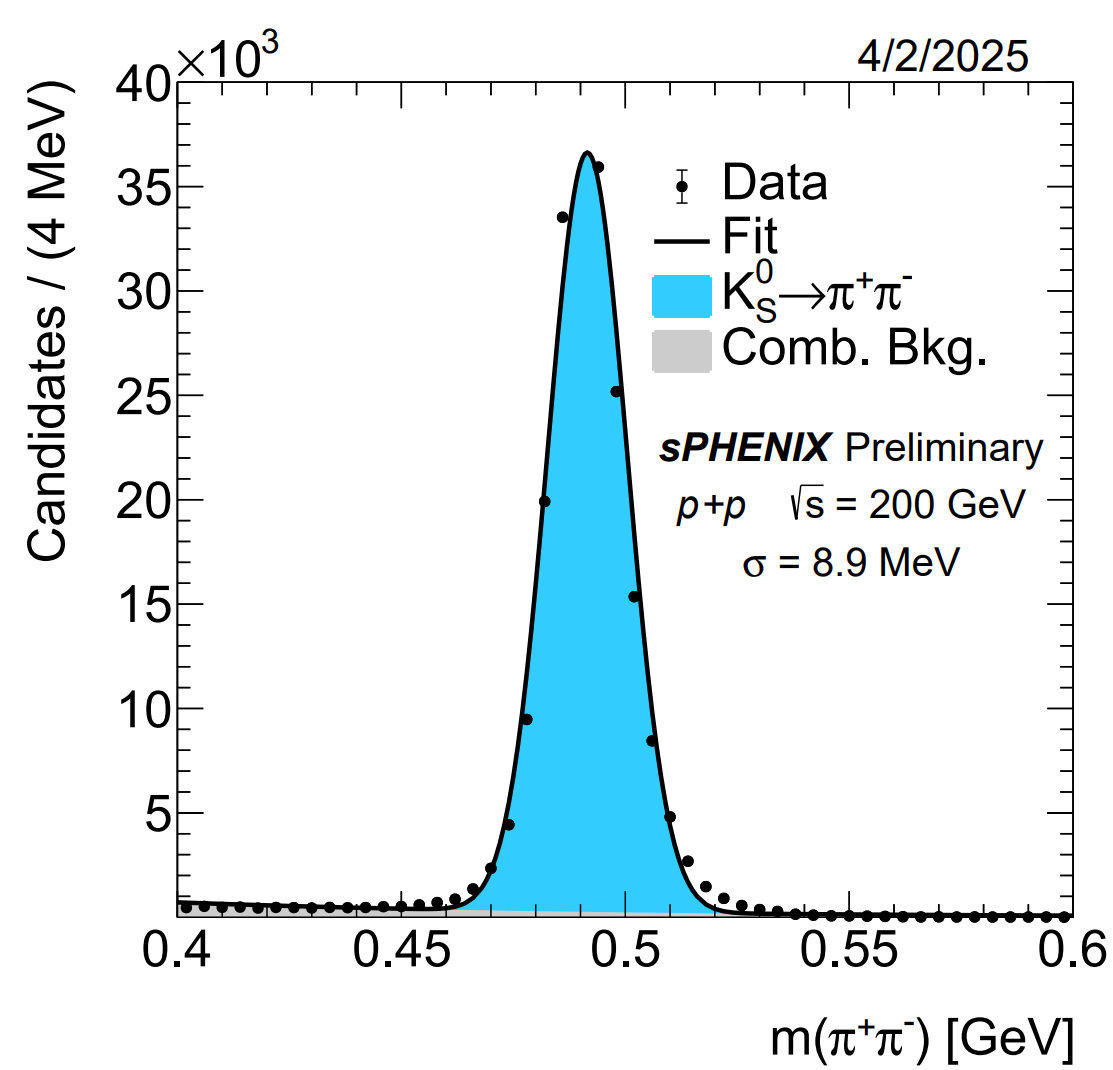 ×10³ 4/2/2025
Candidates / (4 MeV)
40
35
30
25
20
15
10
5
Data
Fit
K⁰_S→π⁺π⁻
Comb. Bkg.
sPHENIX Preliminary
p+p √s = 200 GeV
σ = 8.9 MeV
0.4 0.45 0.5 0.55 0.6
m(π⁺π⁻) [GeV]